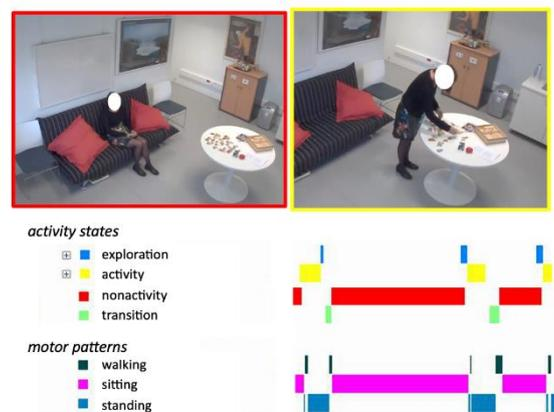 activity states
exploration
activity
nonactivity
transition
motor patterns
walking
sitting
standing